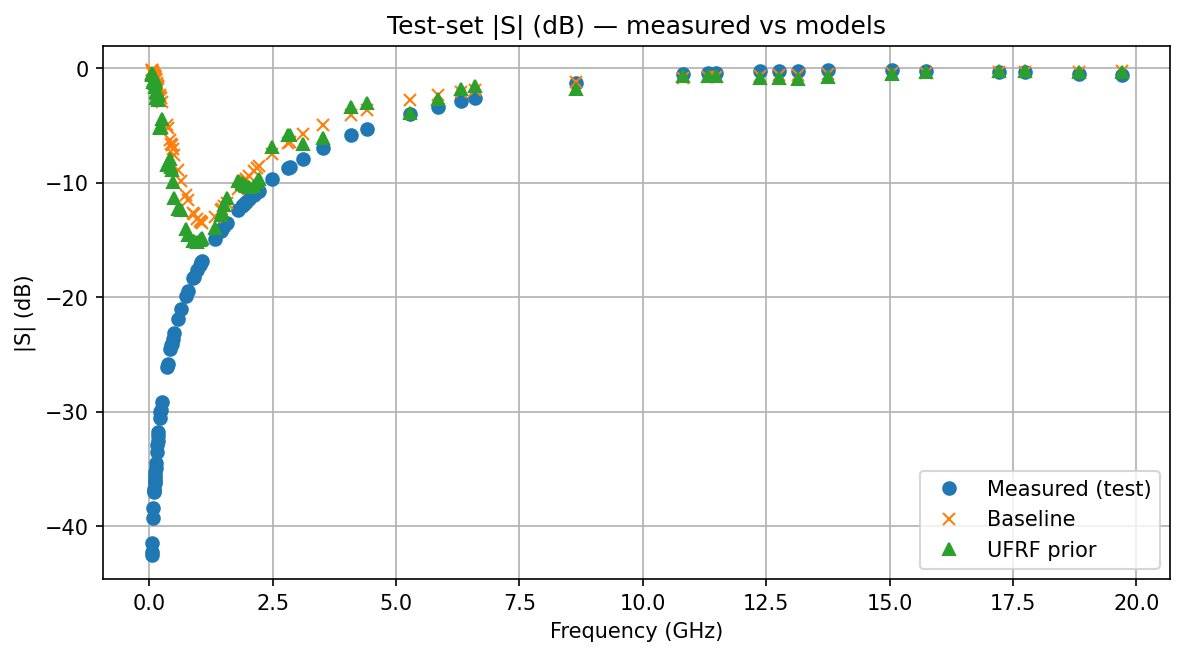 Test-set |S| (dB) — measured vs models
0
−10
−20
−30
−40
|S| (dB)
0.0 2.5 5.0 7.5 10.0 12.5 15.0 17.5 20.0
Frequency (GHz)
Measured (test)
Baseline
UFRF prior